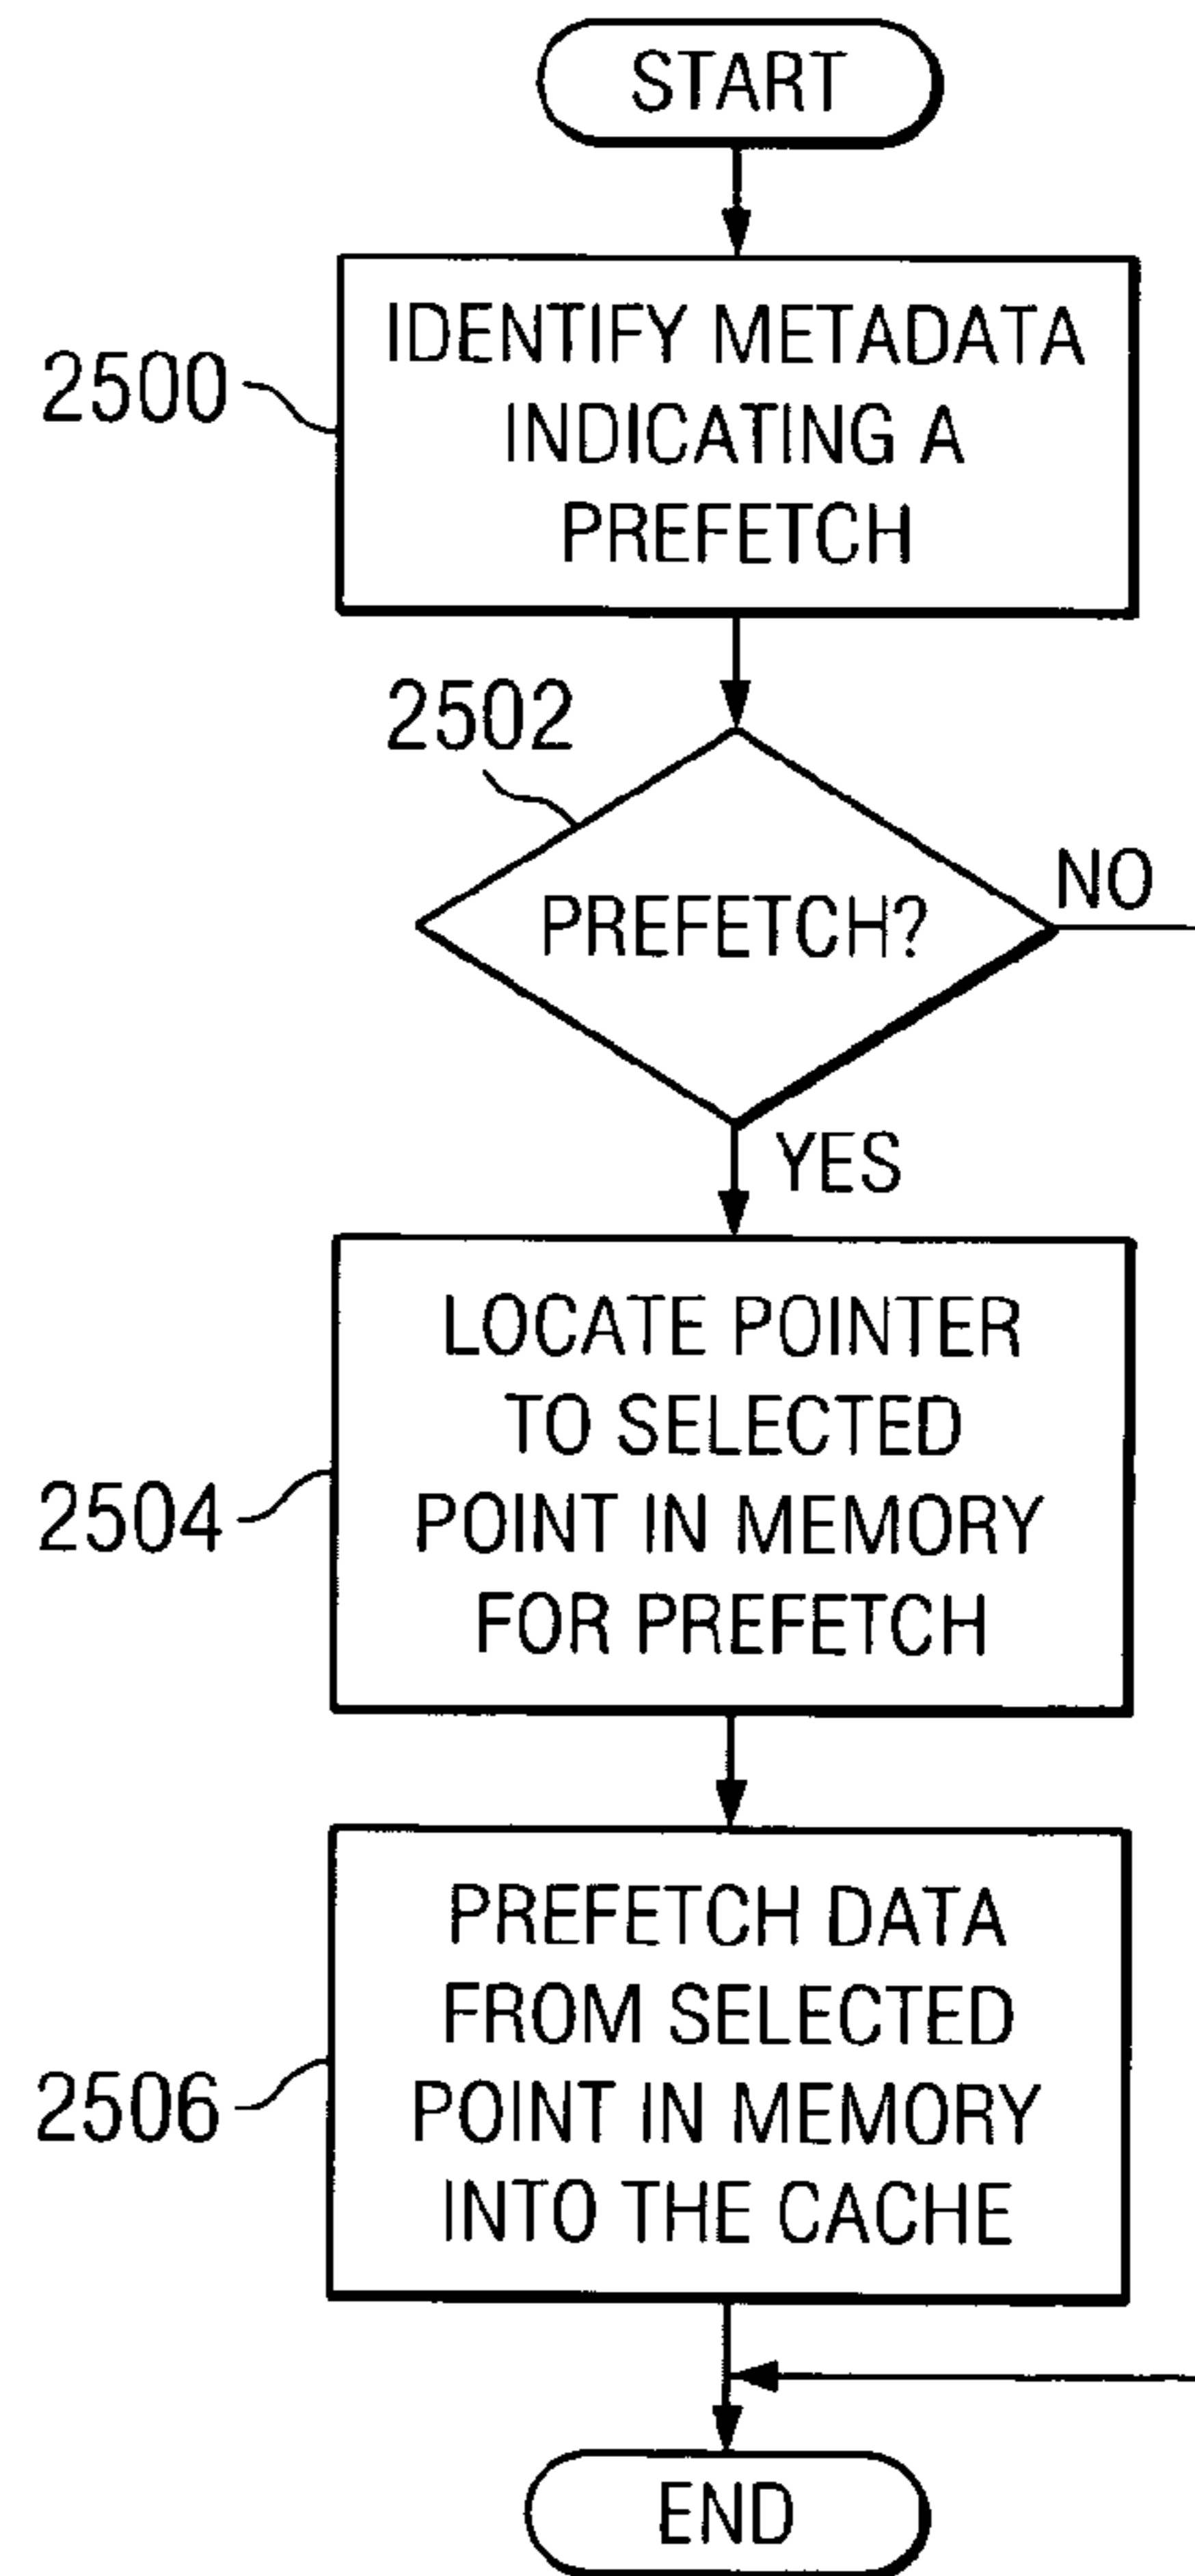 START
2500
IDENTIFY METADATA
INDICATING A
PREFETCH
2502
PREFETCH?
NO
YES
2504
LOCATE POINTER
TO SELECTED
POINT IN MEMORY
FOR PREFETCH
2506
PREFETCH DATA
FROM SELECTED
POINT IN MEMORY
INTO THE CACHE
END